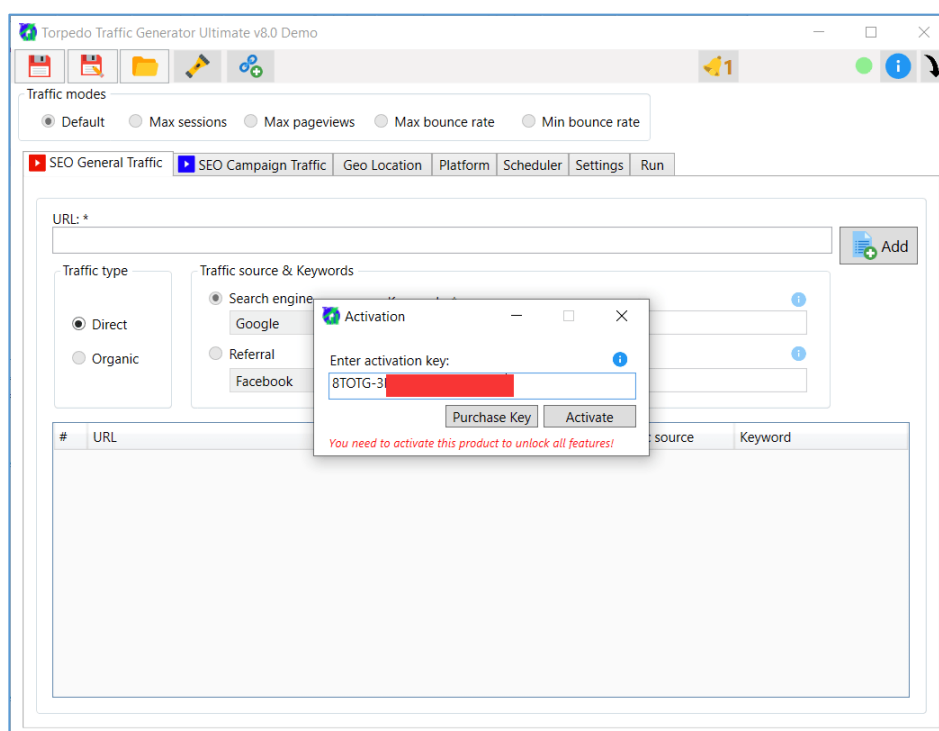 Torpedo Traffic Generator Ultimate v8.0 Demo
1
Traffic modes
Default Max sessions Max pageviews Max bounce rate Min bounce rate
SEO General Traffic SEO Campaign Traffic Geo Location Platform Scheduler Settings Run
URL: *
Add
Traffic type
Traffic source & Keywords
Search engine
Direct
Google
Organic
Referral
Facebook
Activation
Enter activation key:
8TOTG-3
Purchase Key Activate
You need to activate this product to unlock all features!
# URL source Keyword